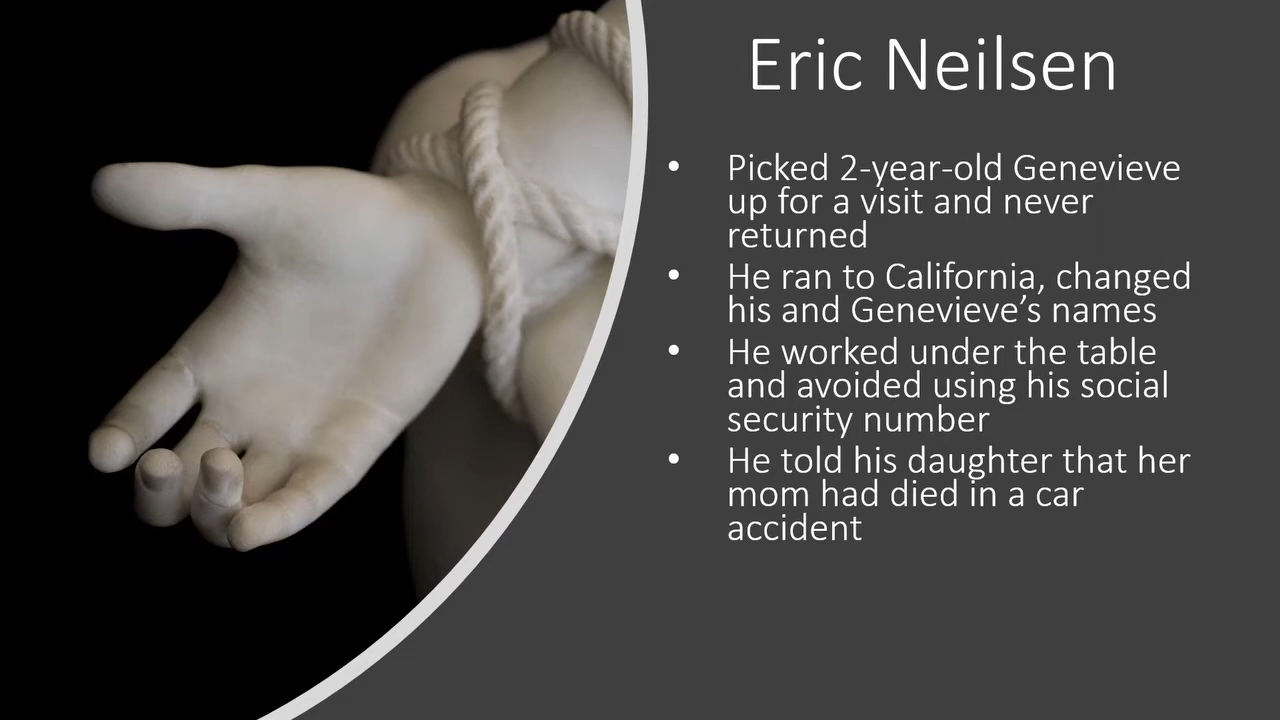 Eric Neilsen
• Picked 2-year-old Genevieve
up for a visit and never
returned
• He ran to California, changed
his and Genevieve’s names
• He worked under the table
and avoided using his social
security number
• He told his daughter that her
mom had died in a car
accident